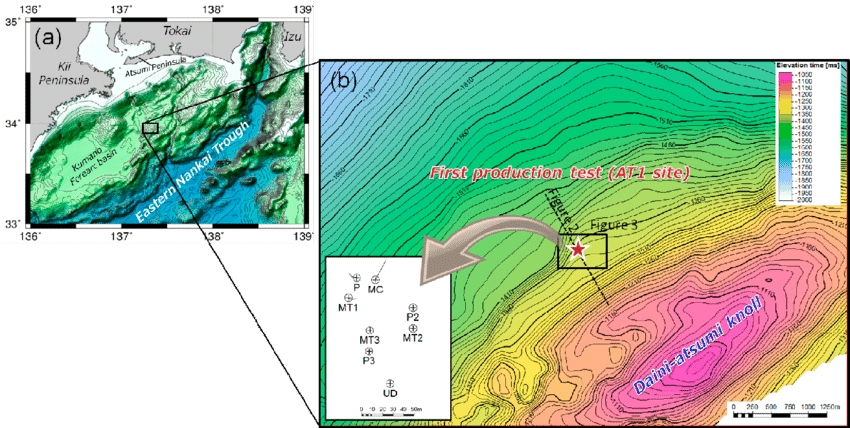 (a)
35°
34°
33°
136°
137°
138°
139°
136°
137°
138°
139°
Tokai
Izu
Kii
Peninsula
Atsumi Peninsula
Kumano
Forearc basin
Eastern Nankai Trough
(b)
Elevation time [ms]
-1050
-1100
-1150
-1200
-1250
-1300
-1350
-1400
-1450
-1500
-1550
-1600
-1650
-1700
-1750
-1800
-1850
-1900
-1950
-2000
First production test (AT1 site)
Figure 2
Figure 3
Daini-atsumi knoll
P
MC
MT1
P2
MT3
MT2
P3
UD
0 10 20 30 40 50m
0 250 500 750 1000 1250m